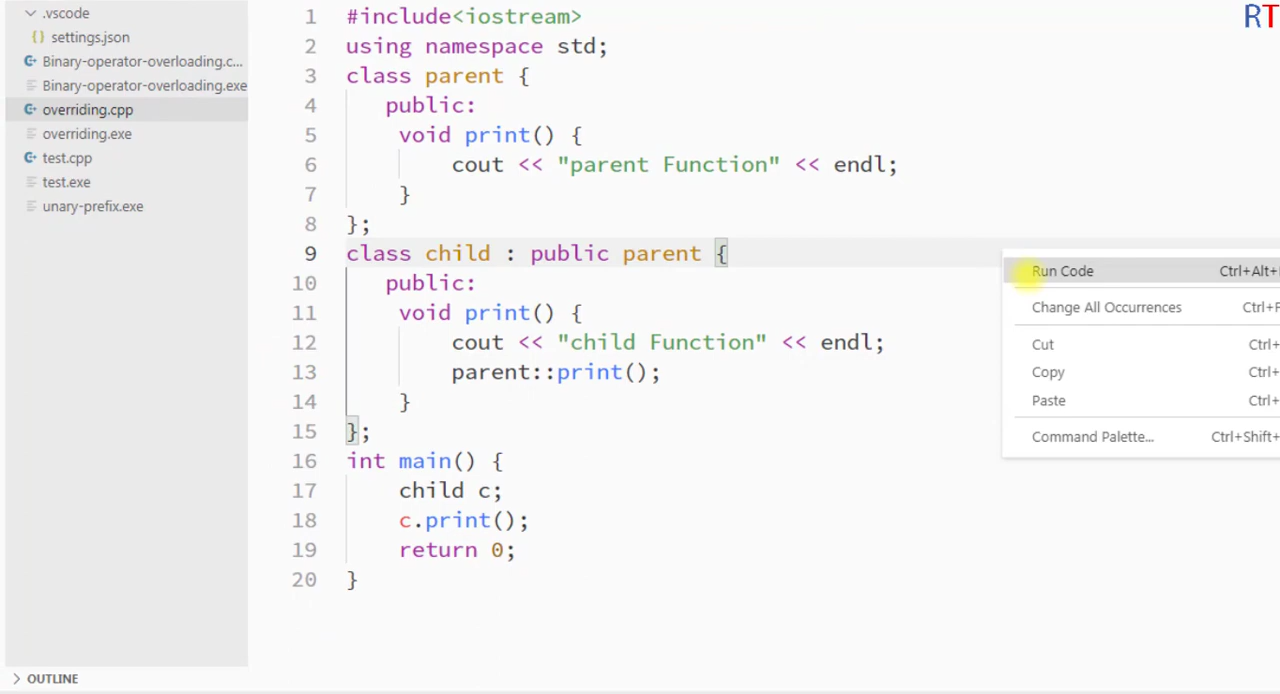 .vscode
{} settings.json
Binary-operator-overloading.c...
Binary-operator-overloading.exe
overriding.cpp
overriding.exe
test.cpp
test.exe
unary-prefix.exe
OUTLINE
1 #include<iostream>
2 using namespace std;
3 class parent {
4 public:
5 void print() {
6 cout << "parent Function" << endl;
7 }
8 };
9 class child : public parent {
10 public:
11 void print() {
12 cout << "child Function" << endl;
13 parent::print();
14 }
15 };
16 int main() {
17 child c;
18 c.print();
19 return 0;
20 }
RT
Run Code Ctrl+Alt+
Change All Occurrences Ctrl+F
Cut Ctrl+
Copy Ctrl+
Paste Ctrl+
Command Palette... Ctrl+Shift+